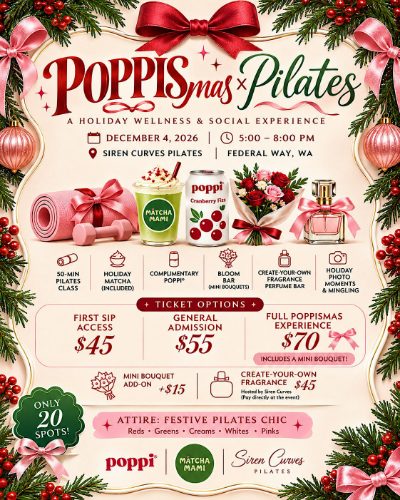 POPPISmas x Pilates
A HOLIDAY WELLNESS & SOCIAL EXPERIENCE
DECEMBER 4, 2026 | 5:00 – 8:00 PM
SIREN CURVES PILATES | FEDERAL WAY, WA
MATCHA MAMI
poppi
Cranberry Fizz
50-MIN PILATES CLASS
HOLIDAY MATCHA (INCLUDED)
COMPLIMENTARY POPPI®
BLOOM BAR (MINI BOUQUETS)
CREATE-YOUR-OWN FRAGRANCE PERFUME BAR
HOLIDAY PHOTO MOMENTS & MINGLING
TICKET OPTIONS
FIRST SIP ACCESS
$45
GENERAL ADMISSION
$55
FULL POPPISMAS EXPERIENCE
$70
INCLUDES A MINI BOUQUET!
MINI BOUQUET ADD-ON +$15
CREATE-YOUR-OWN FRAGRANCE $45
Hosted by Siren Curves
(Pay directly at the event)
ONLY 20 SPOTS!
ATTIRE: FESTIVE PILATES CHIC
Reds • Greens • Creams • Whites • Pinks
poppi®
MATCHA MAMI
Siren Curves
PILATES